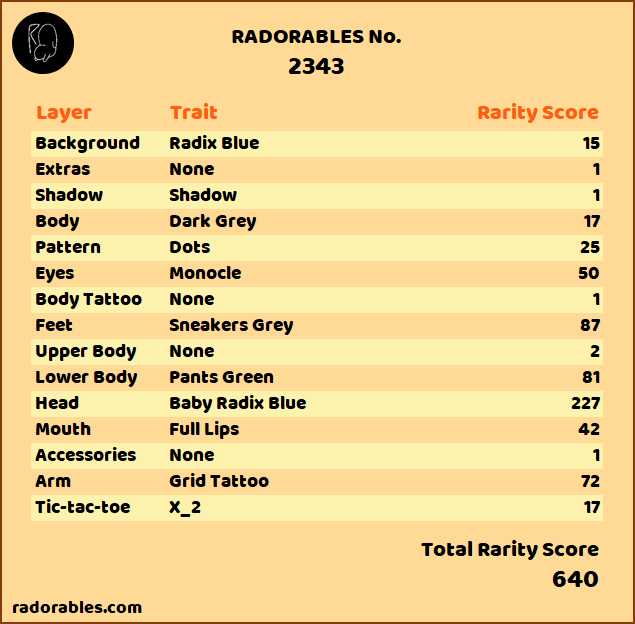 RADORABLES No.
2343
Layer Trait Rarity Score
Background Radix Blue 15
Extras None 1
Shadow Shadow 1
Body Dark Grey 17
Pattern Dots 25
Eyes Monocle 50
Body Tattoo None 1
Feet Sneakers Grey 87
Upper Body None 2
Lower Body Pants Green 81
Head Baby Radix Blue 227
Mouth Full Lips 42
Accessories None 1
Arm Grid Tattoo 72
Tic-tac-toe X_2 17
Total Rarity Score
640
radorables.com